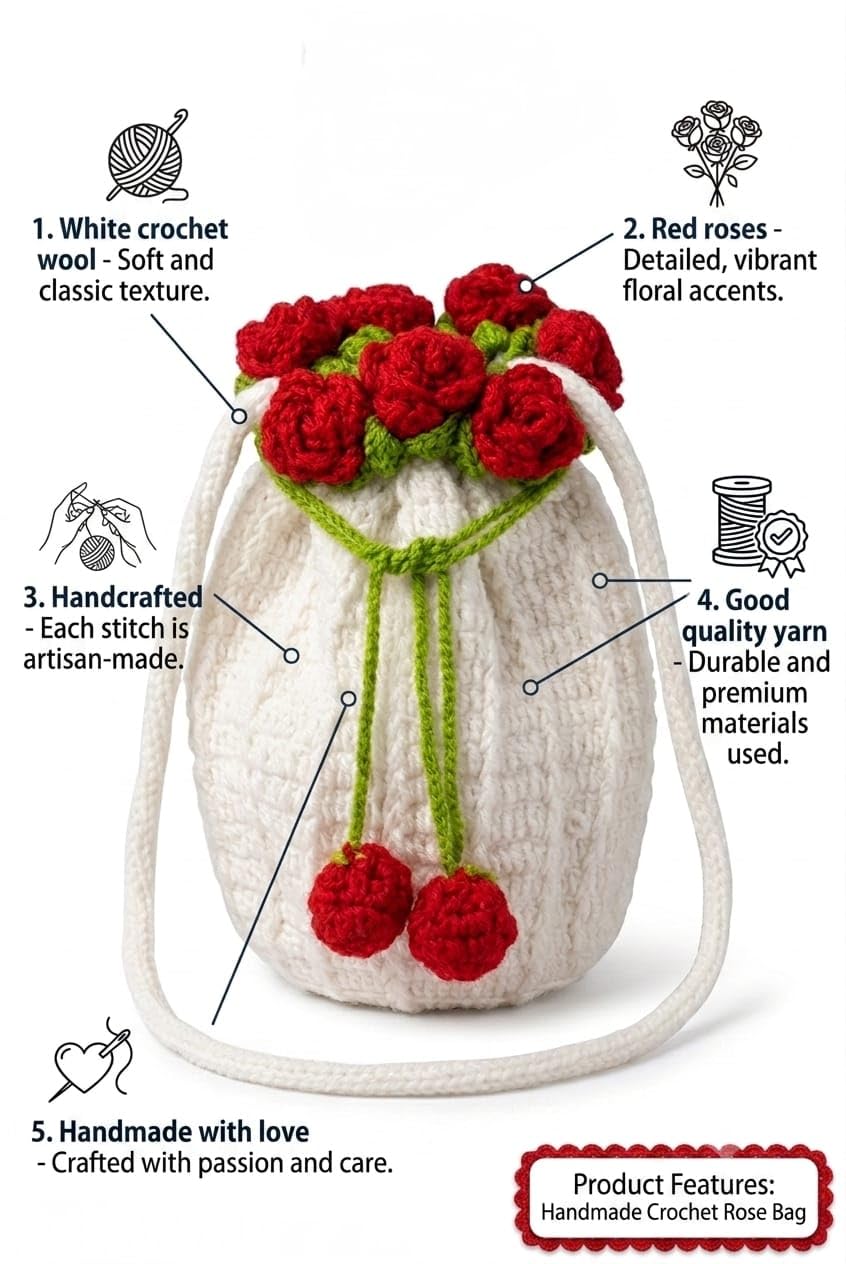 1. White crochet
wool - Soft and
classic texture.
2. Red roses -
Detailed, vibrant
floral accents.
3. Handcrafted
- Each stitch is
artisan-made.
4. Good
quality yarn
- Durable and
premium
materials
used.
5. Handmade with love
- Crafted with passion and care.
Product Features:
Handmade Crochet Rose Bag